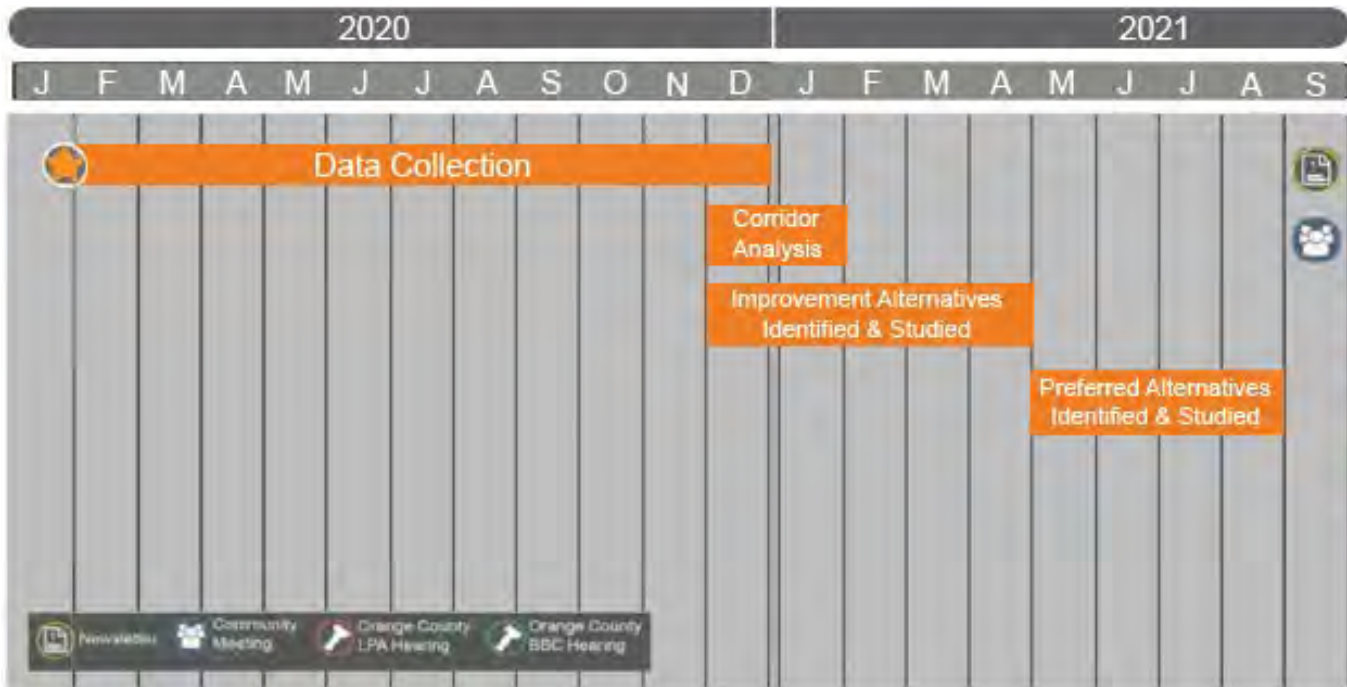 2020 2021
J F M A M J J A S O N D J F M A M J J A S
Data Collection
Corridor
Analysis
Improvement Alternatives
Identified & Studied
Preferred Alternatives
Identified & Studied
Newsletter
Community
Meeting
Orange County
LPA Hearing
Orange County
BBC Hearing